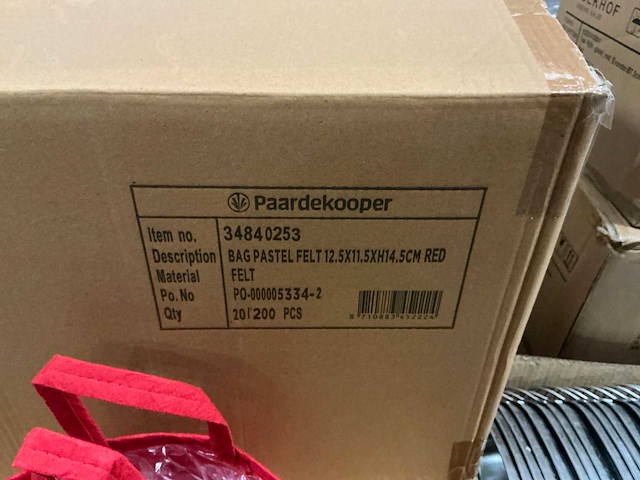 Paardekooper
Item no. 34840253
Description BAG PASTEL FELT 12.5X11.5XH14.5CM RED
Material FELT
Po. No PO-000005334-2
Qty 20/200 PCS